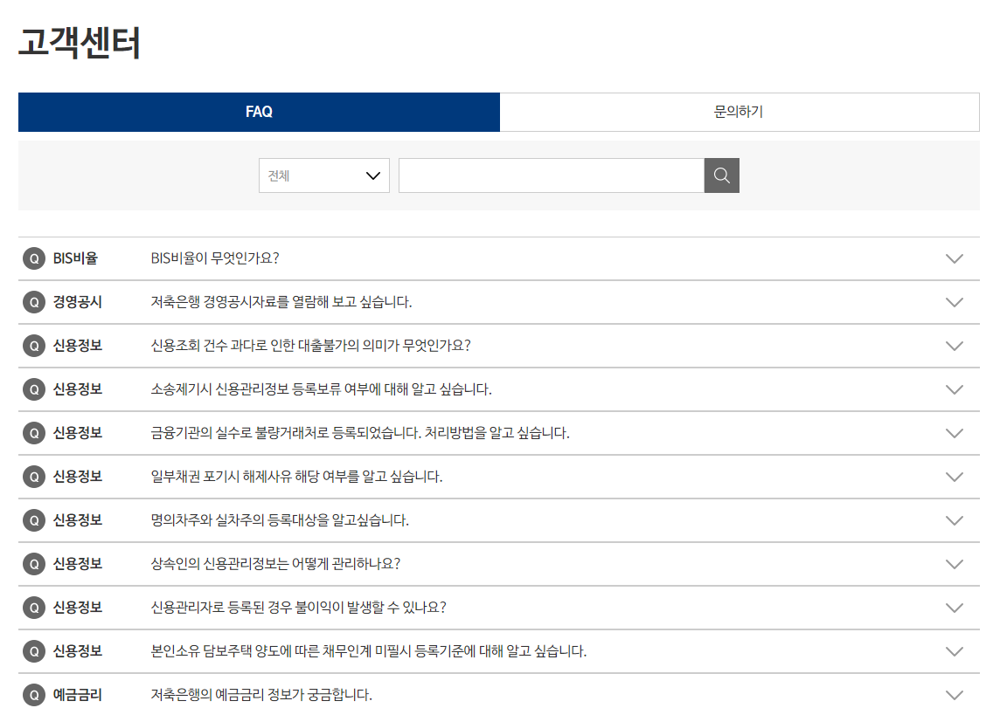 고객센터
FAQ 문의하기
전체
Q BIS비율 BIS비율이 무엇인가요?
Q 경영공시 저축은행 경영공시자료를 열람해 보고 싶습니다.
Q 신용정보 신용조회 건수 과다로 인한 대출불가의 의미가 무엇인가요?
Q 신용정보 소송제기시 신용관리정보 등록보류 여부에 대해 알고 싶습니다.
Q 신용정보 금융기관의 실수로 불량거래처로 등록되었습니다. 처리방법을 알고 싶습니다.
Q 신용정보 일부채권 포기시 해제사유 해당 여부를 알고 싶습니다.
Q 신용정보 명의차주와 실차주의 등록대상을 알고싶습니다.
Q 신용정보 상속인의 신용관리정보는 어떻게 관리하나요?
Q 신용정보 신용관리자로 등록된 경우 불이익이 발생할 수 있나요?
Q 신용정보 본인소유 담보주택 양도에 따른 채무인계 미필시 등록기준에 대해 알고 싶습니다.
Q 예금금리 저축은행의 예금금리 정보가 궁금합니다.